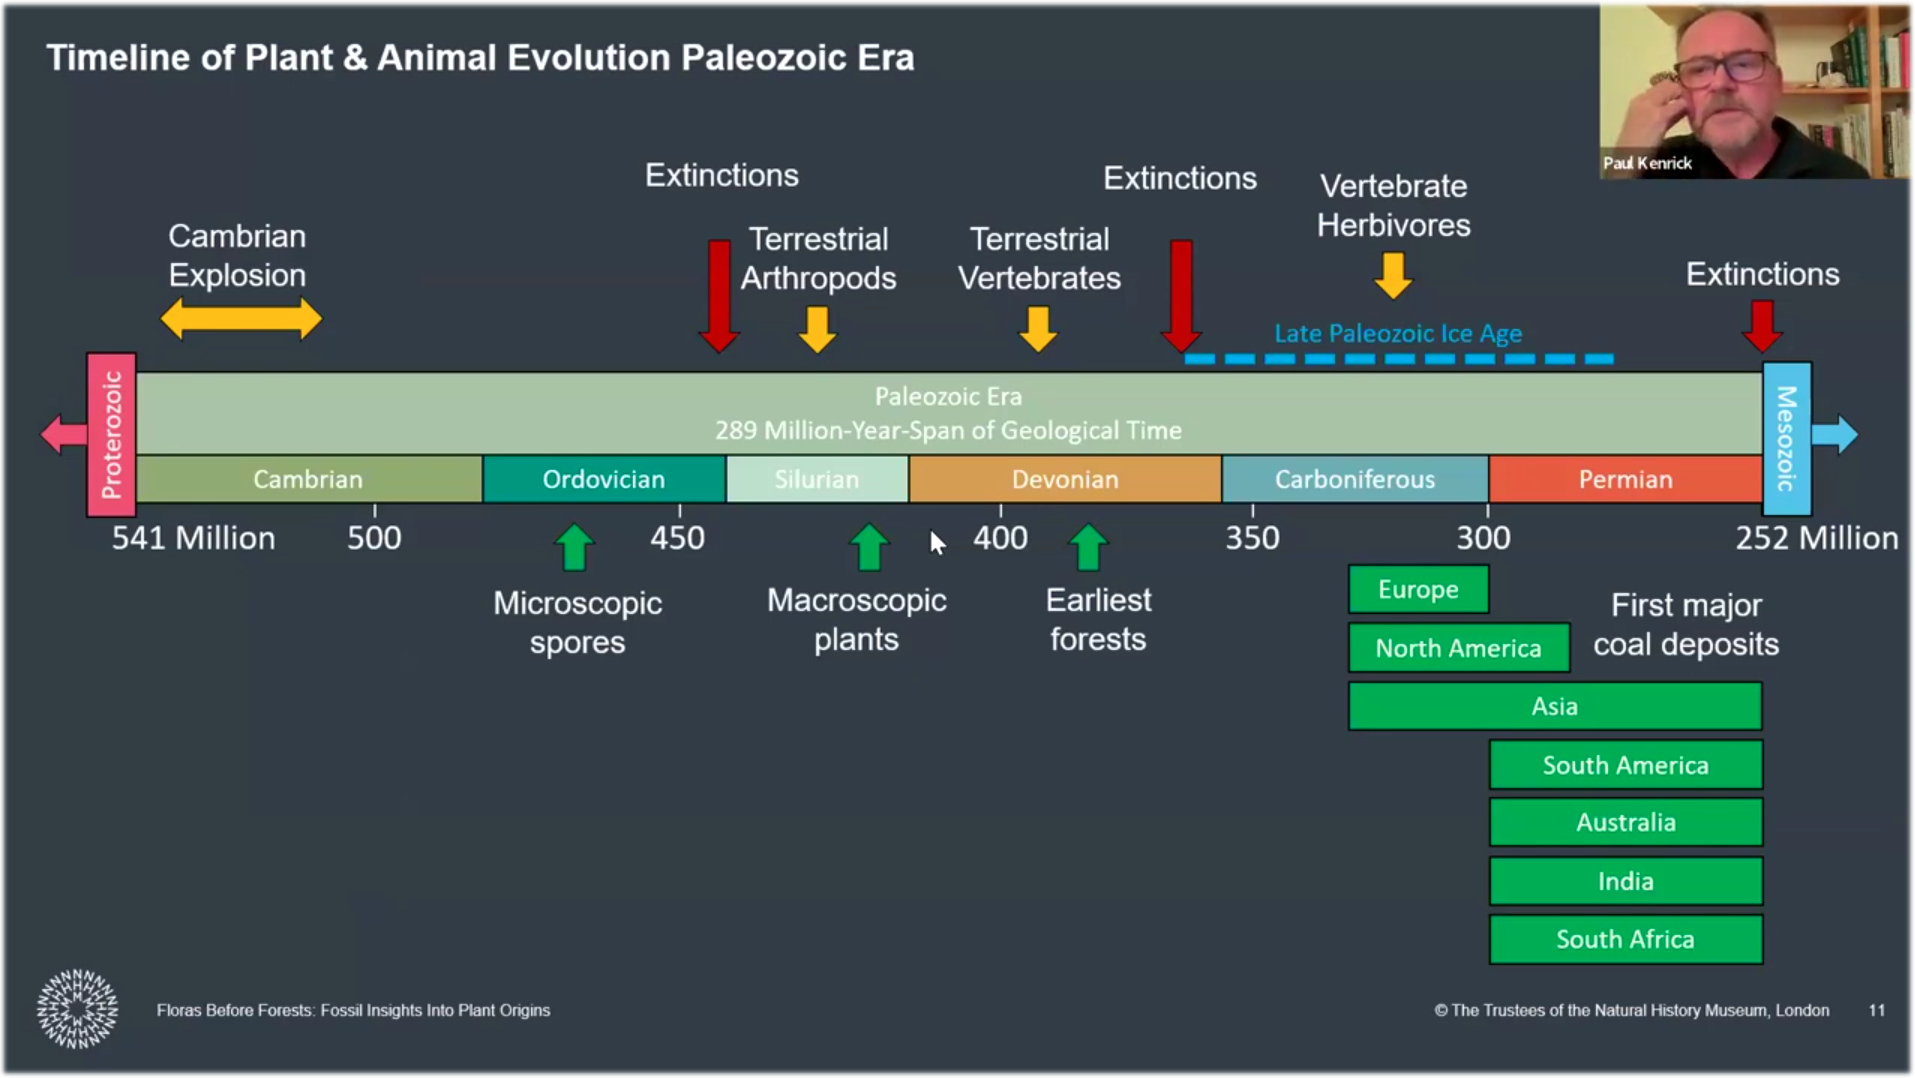 Timeline of Plant & Animal Evolution Paleozoic Era
Paul Kenrick
Extinctions
Extinctions
Vertebrate
Herbivores
Cambrian
Explosion
Terrestrial
Arthropods
Terrestrial
Vertebrates
Extinctions
Late Paleozoic Ice Age
Proterozoic
Paleozoic Era
289 Million-Year-Span of Geological Time
Mesozoic
Cambrian
Ordovician
Silurian
Devonian
Carboniferous
Permian
541 Million
500
450
400
350
300
252 Million
Microscopic
spores
Macroscopic
plants
Earliest
forests
Europe
North America
First major
coal deposits
Asia
South America
Australia
India
South Africa
Floras Before Forests: Fossil Insights Into Plant Origins
© The Trustees of the Natural History Museum, London
11